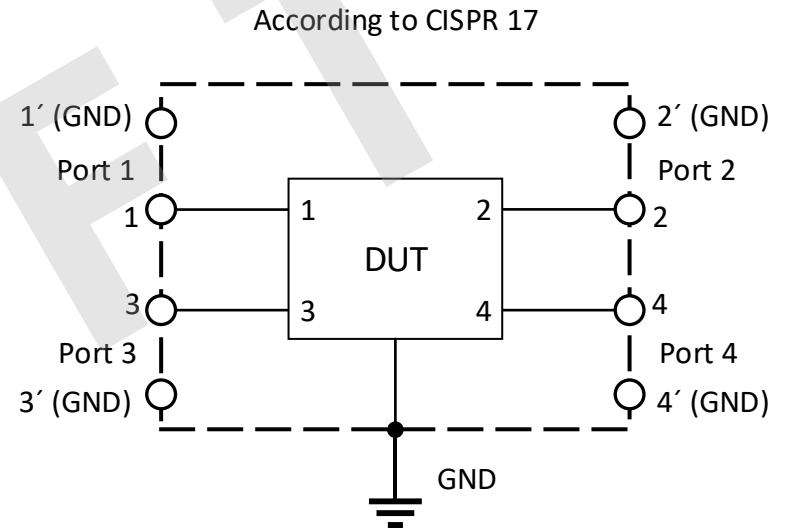 According to CISPR 17
1´ (GND)
2´ (GND)
Port 1
Port 2
1
1
2
2
DUT
3
3
4
4
Port 3
Port 4
3´ (GND)
4´ (GND)
GND